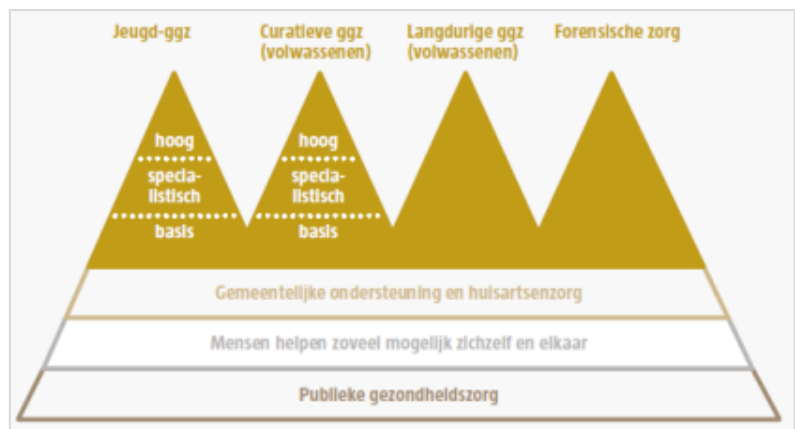 Jeugd-ggz
Curatieve ggz
(volwassenen)
Langdurige ggz
(volwassenen)
Forensische zorg
hoog
specia-
listisch
basis
hoog
specia-
listisch
basis
Gemeentelijke ondersteuning en huisartsenzorg
Mensen helpen zoveel mogelijk zichzelf en elkaar
Publieke gezondheidszorg